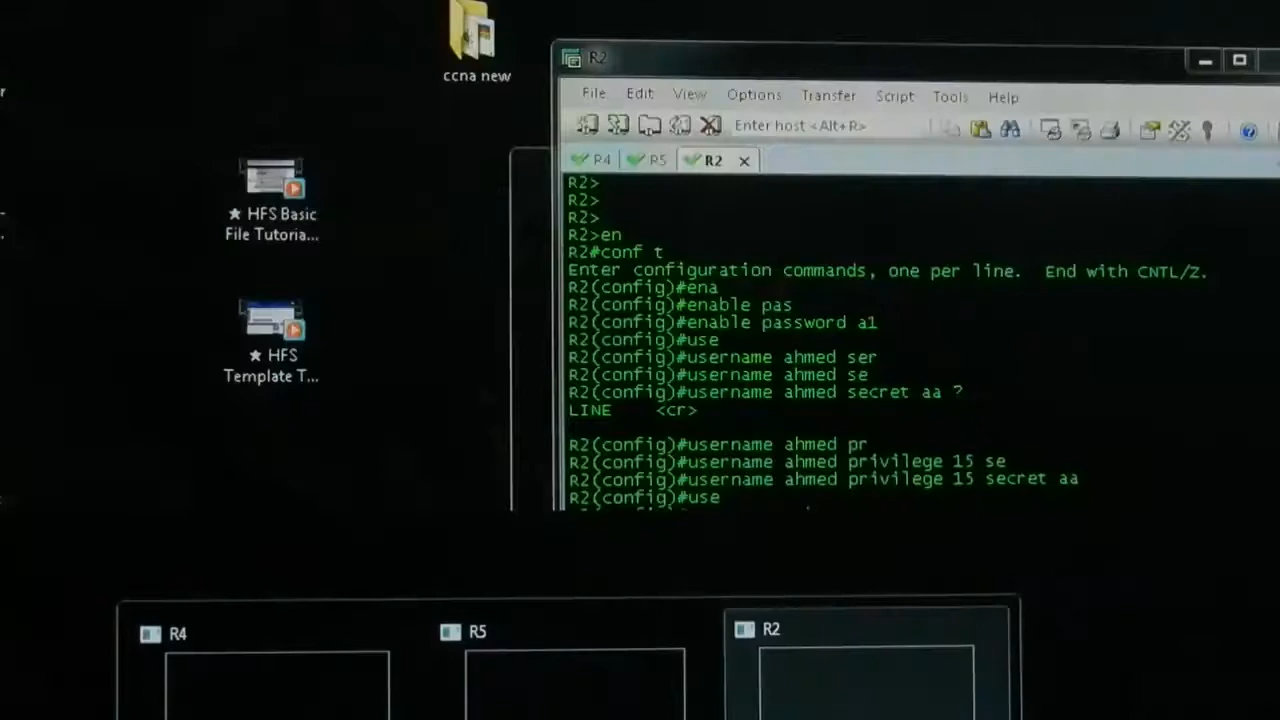 ccna new
★ HFS Basic
File Tutoria...
★ HFS
Template T...
R2
File Edit View Options Transfer Script Tools Help
Enter host <Alt+R>
R4 R5 R2
R2>
R2>
R2>
R2>en
R2#conf t
Enter configuration commands, one per line.  End with CNTL/Z.
R2(config)#ena
R2(config)#enable pas
R2(config)#enable password a1
R2(config)#use
R2(config)#username ahmed ser
R2(config)#username ahmed se
R2(config)#username ahmed secret aa ?
LINE    <cr>
R2(config)#username ahmed pr
R2(config)#username ahmed privilege 15 se
R2(config)#username ahmed privilege 15 secret aa
R2(config)#use
R4
R5
R2